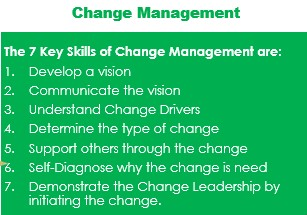 Change Management
The 7 Key Skills of Change Management are:
1. Develop a vision
2. Communicate the vision
3. Understand Change Drivers
4. Determine the type of change
5. Support others through the change
6. Self-Diagnose why the change is need
7. Demonstrate the Change Leadership by
initiating the change.